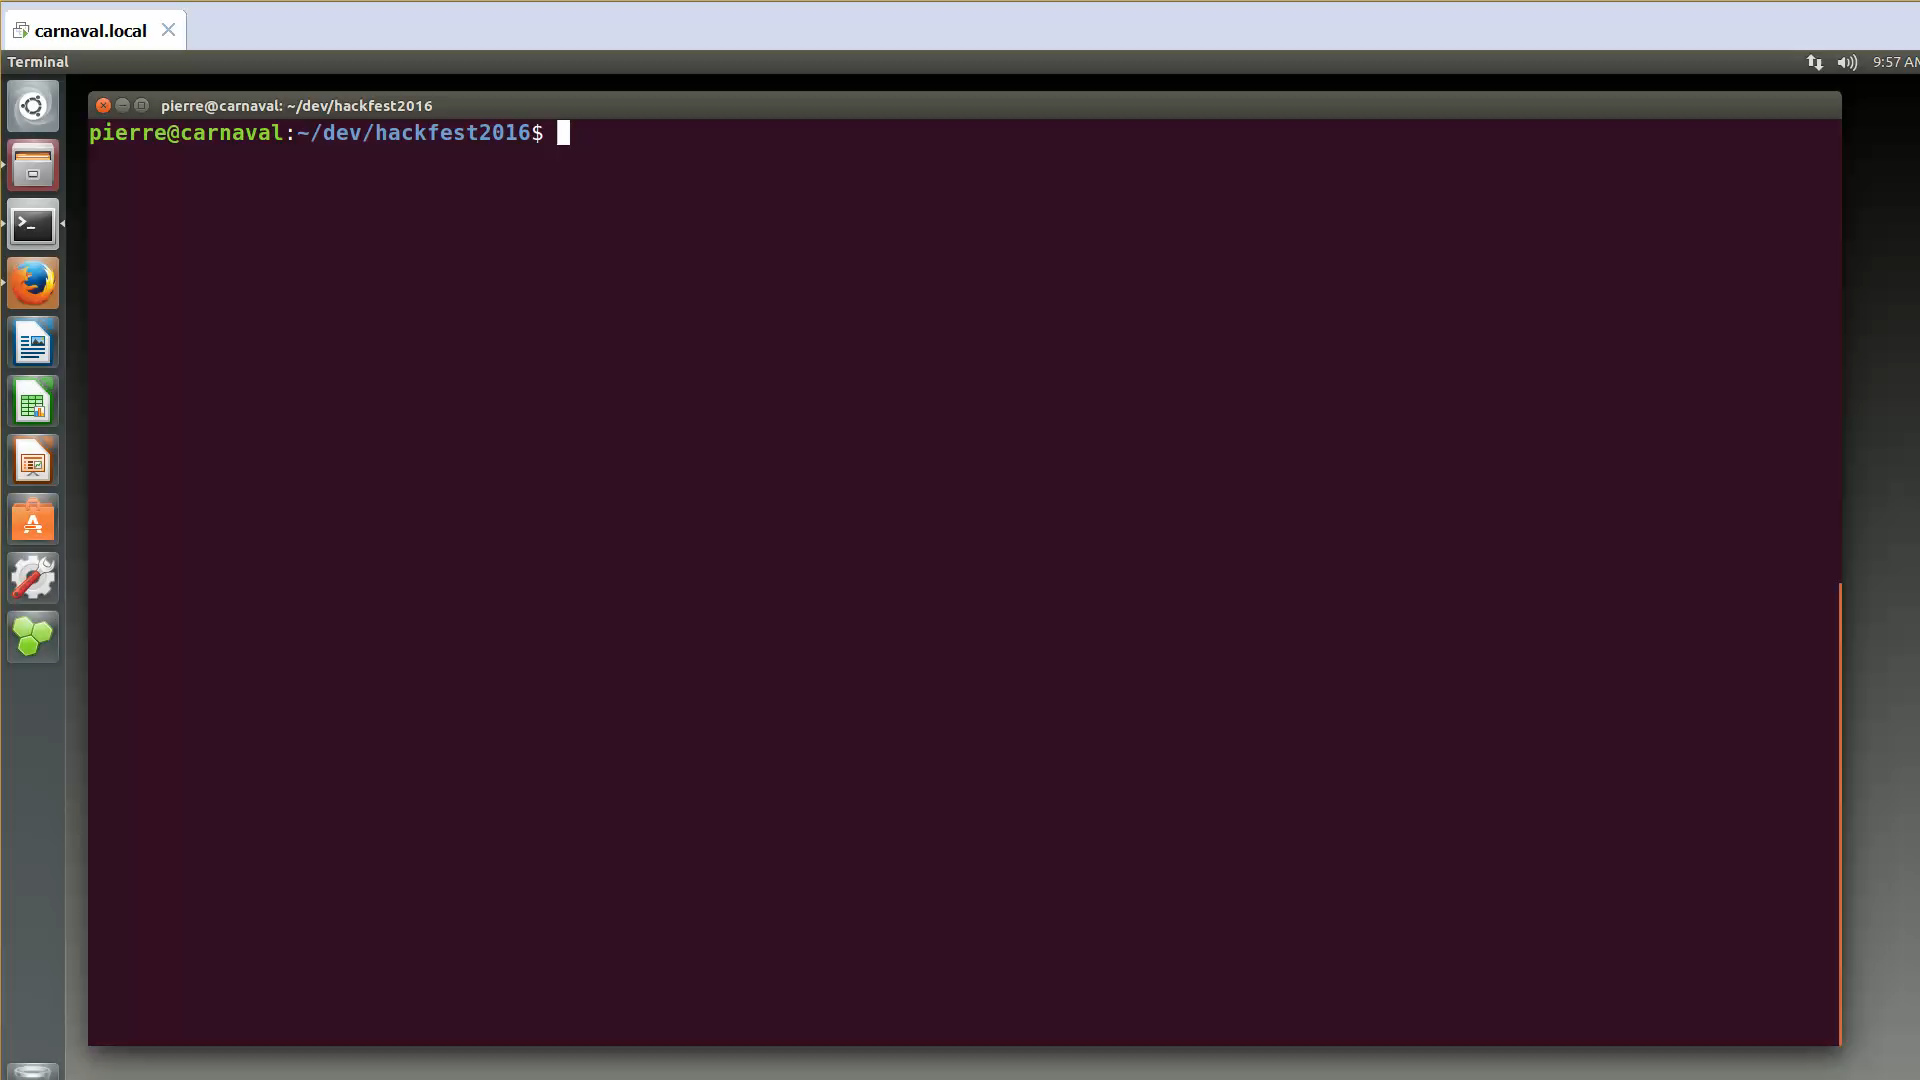 carnaval.local
Terminal
9:57 AM
pierre@carnaval: ~/dev/hackfest2016
pierre@carnaval:~/dev/hackfest2016$